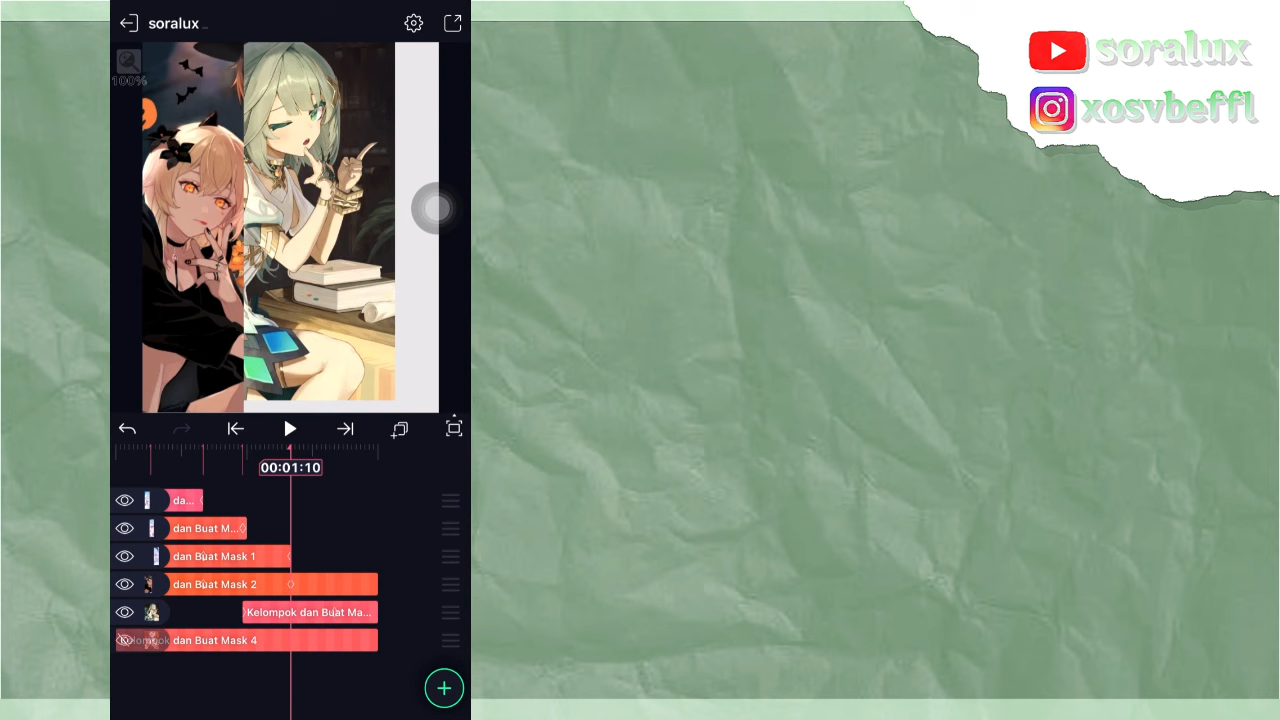 soralux ...
100%
soralux
xosvbeffl
00:01:10
da...
dan Buat M...
dan Buat Mask 1
dan Buat Mask 2
Kelompok dan Buat Ma...
Kelompok dan Buat Mask 4